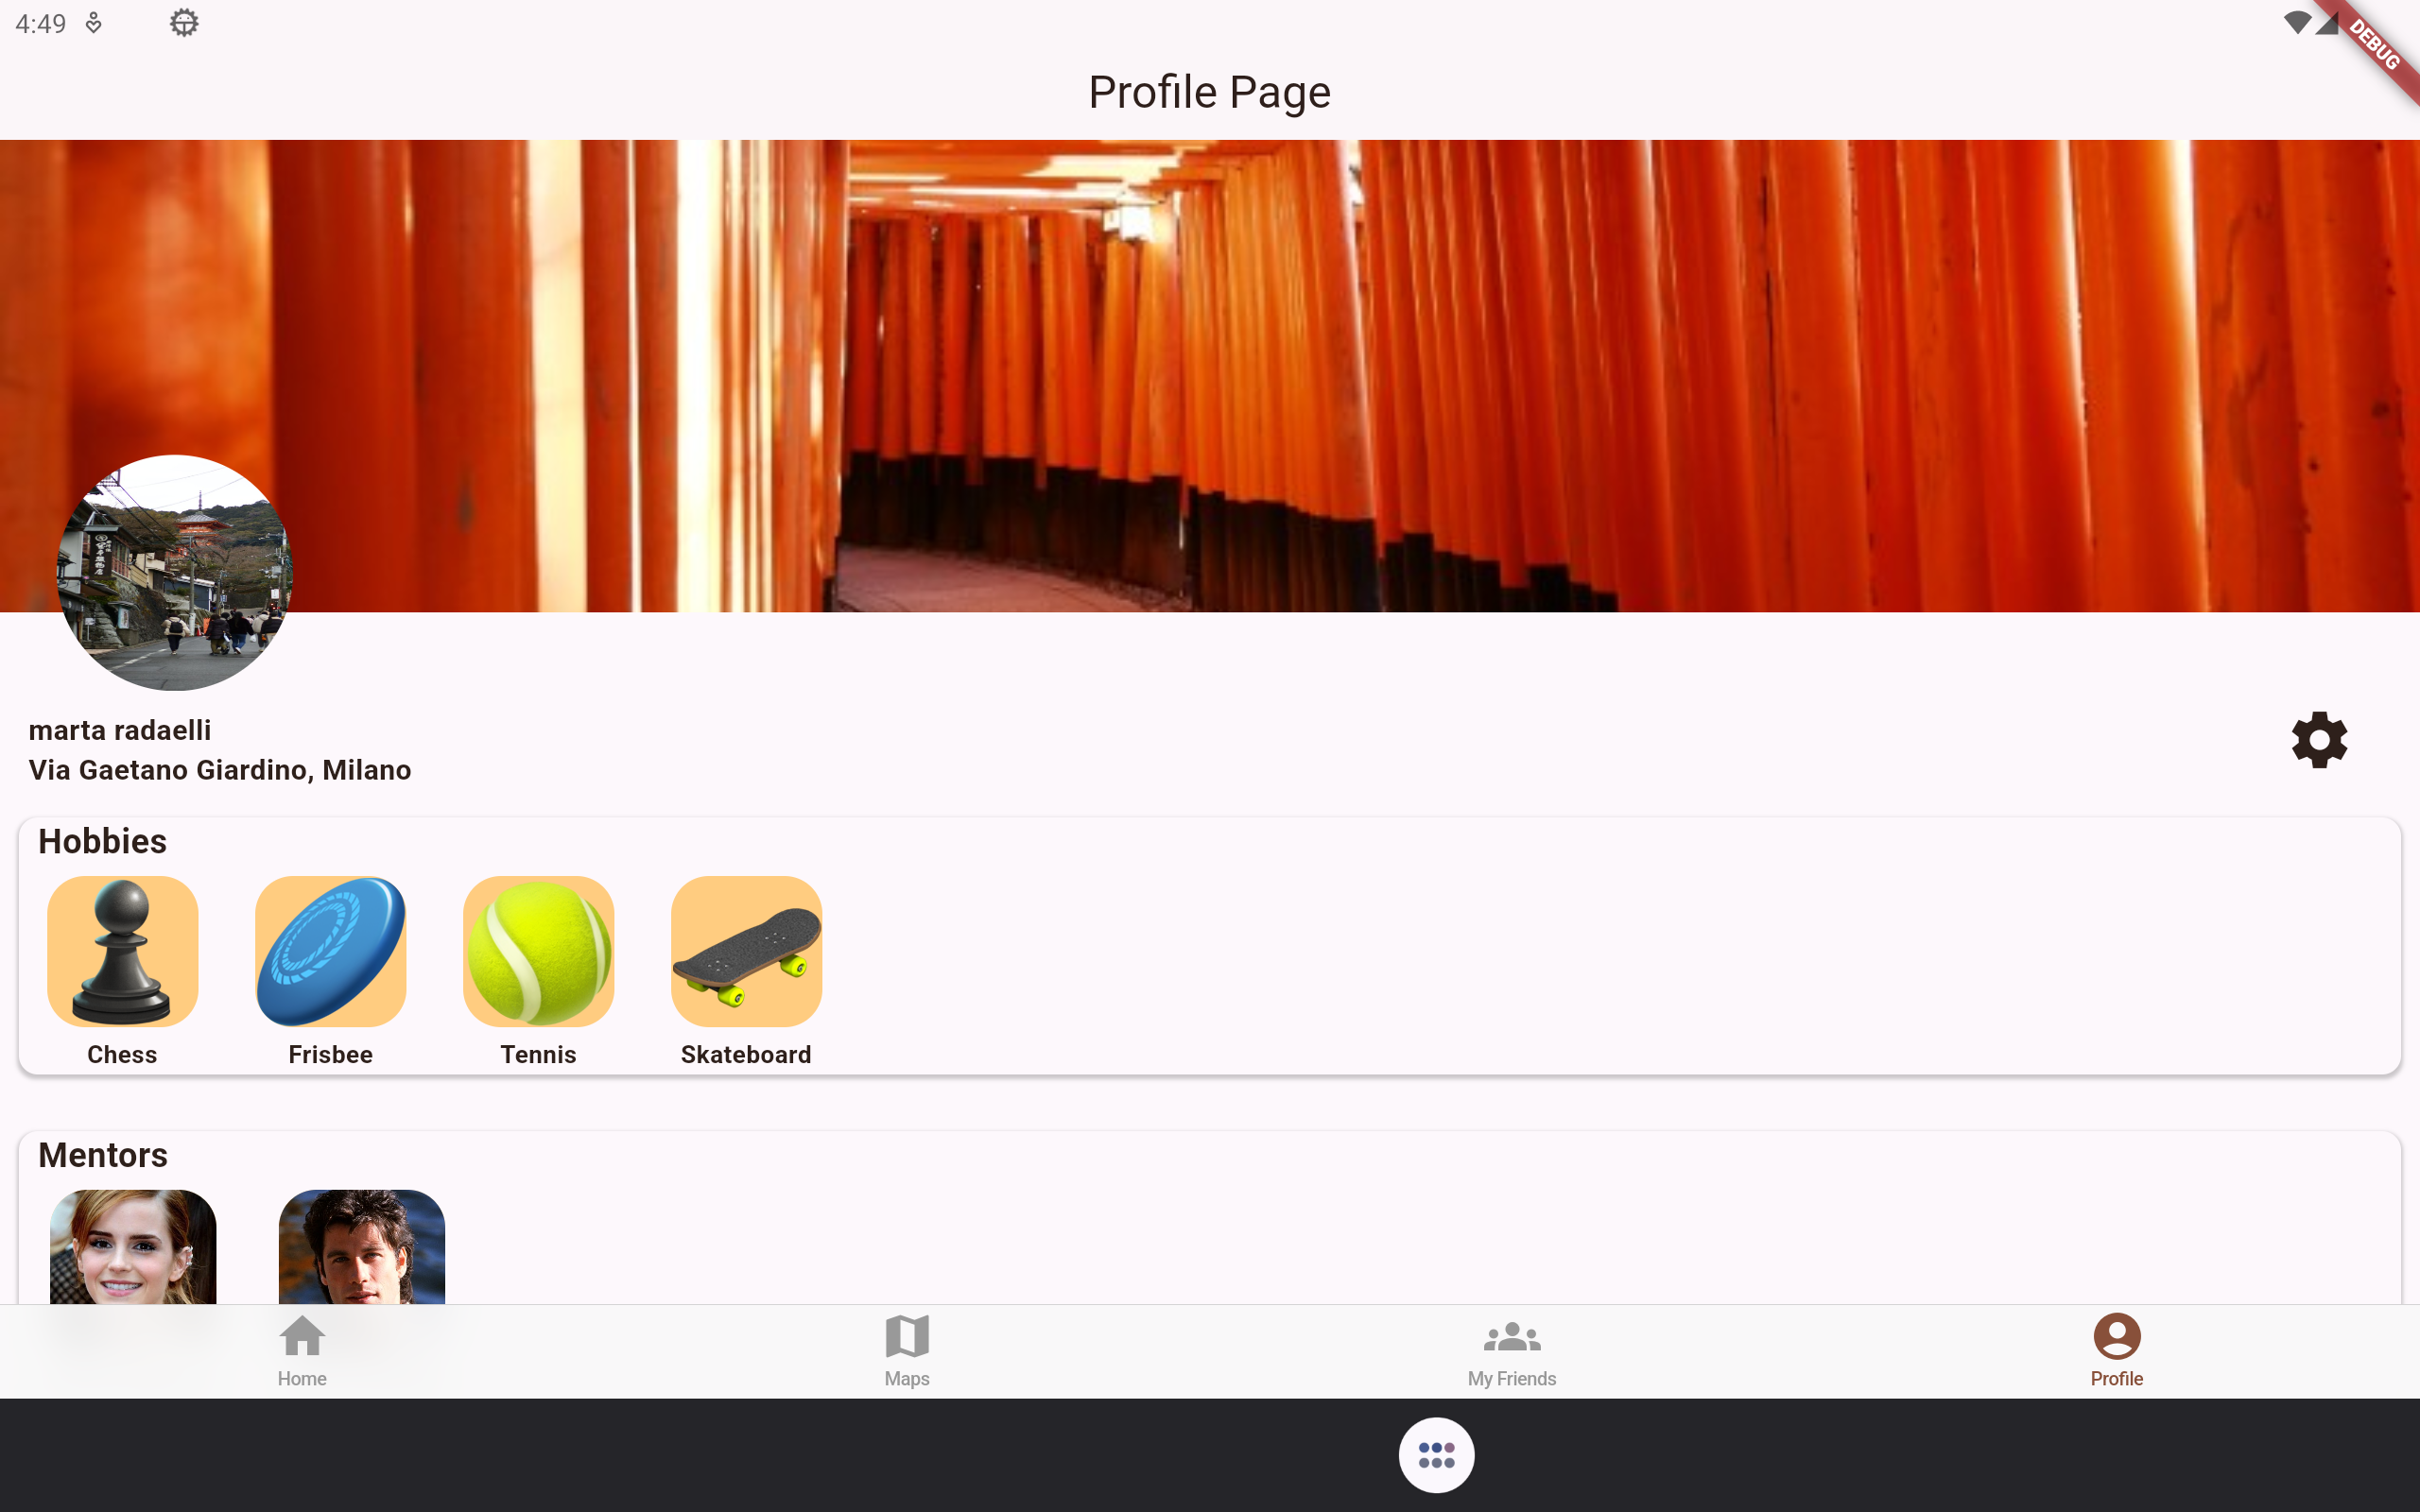 4:49
DEBUG
Profile Page
marta radaelli
Via Gaetano Giardino, Milano
Hobbies
Chess
Frisbee
Tennis
Skateboard
Mentors
Home
Maps
My Friends
Profile